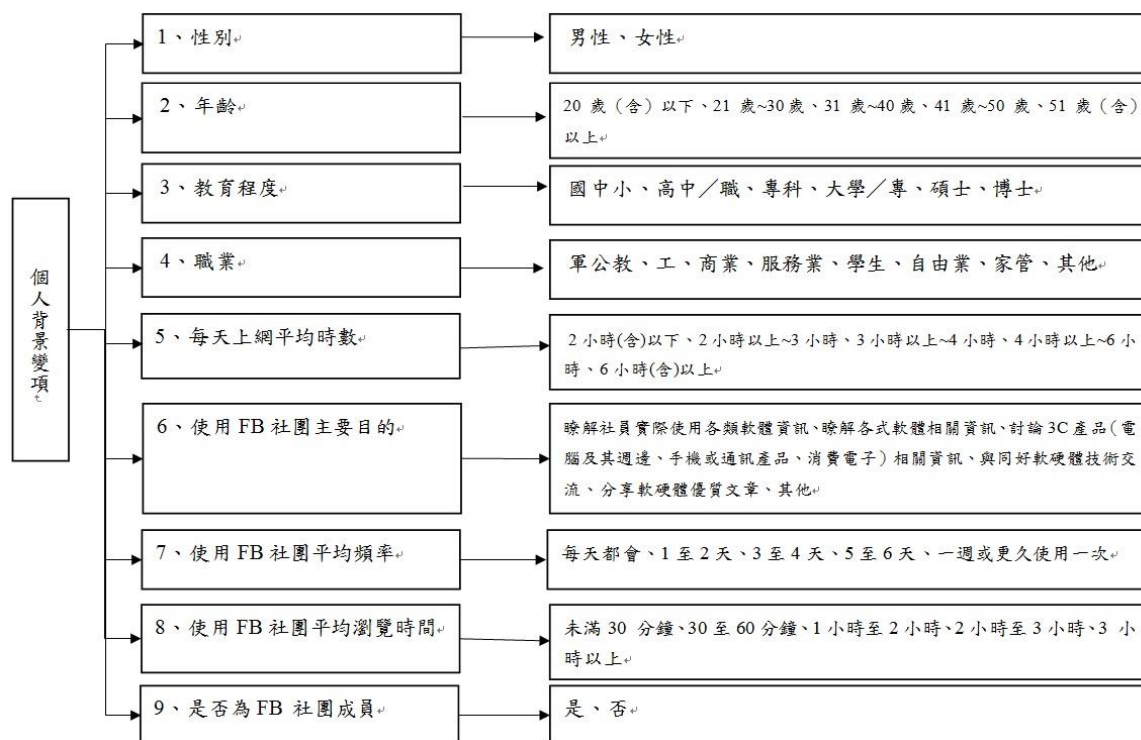 個人背景變項
1、性別
男性、女性
2、年齡
20 歲（含）以下、21 歲~30歲、31 歲~40歲、41 歲~50 歲、51 歲（含）
以上
3、教育程度
國中小、高中／職、專科、大學／專、碩士、博士
4、職業
軍公教、工、商業、服務業、學生、自由業、家管、其他
5、每天上網平均時數
2 小時(含)以下、2 小時以上~3 小時、3 小時以上~4 小時、4 小時以上~6 小
時、6 小時(含)以上
6、使用 FB 社團主要目的
瞭解社員實際使用各類軟體資訊、瞭解各式軟體相關資訊、討論 3C 產品（電
腦及其週邊、手機或通訊產品、消費電子）相關資訊、與同好軟硬體技術交
流、分享軟硬體優質文章、其他
7、使用 FB 社團平均頻率
每天都會、1 至 2 天、3 至 4 天、5 至 6 天、一週或更久使用一次
8、使用 FB 社團平均瀏覽時間
未滿 30 分鐘、30 至 60 分鐘、1 小時至 2 小時、2 小時至 3 小時、3 小
時以上
9、是否為 FB 社團成員
是、否